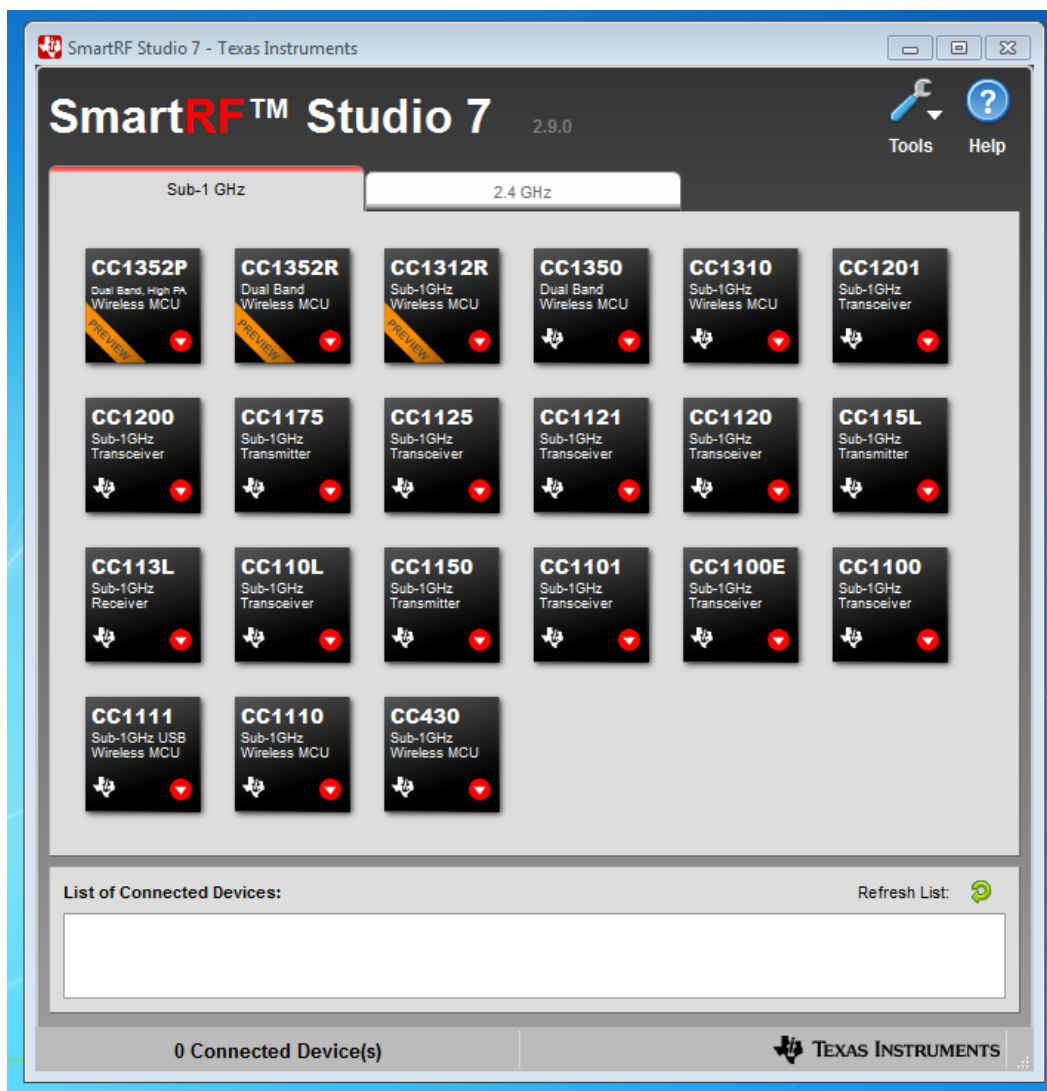 SmartRF Studio 7 - Texas Instruments
SmartRF™ Studio 7 2.9.0
Tools Help
Sub-1 GHz 2.4 GHz
CC1352P
Dual Band, High PA
Wireless MCU
PREVIEW
CC1352R
Dual Band
Wireless MCU
PREVIEW
CC1312R
Sub-1GHz
Wireless MCU
PREVIEW
CC1350
Dual Band
Wireless MCU
CC1310
Sub-1GHz
Wireless MCU
CC1201
Sub-1GHz
Transceiver
CC1200
Sub-1GHz
Transceiver
CC1175
Sub-1GHz
Transmitter
CC1125
Sub-1GHz
Transceiver
CC1121
Sub-1GHz
Transceiver
CC1120
Sub-1GHz
Transceiver
CC115L
Sub-1GHz
Transmitter
CC113L
Sub-1GHz
Receiver
CC110L
Sub-1GHz
Transceiver
CC1150
Sub-1GHz
Transmitter
CC1101
Sub-1GHz
Transceiver
CC1100E
Sub-1GHz
Transceiver
CC1100
Sub-1GHz
Transceiver
CC1111
Sub-1GHz USB
Wireless MCU
CC1110
Sub-1GHz
Wireless MCU
CC430
Sub-1GHz
Wireless MCU
List of Connected Devices: Refresh List:
0 Connected Device(s) TEXAS INSTRUMENTS